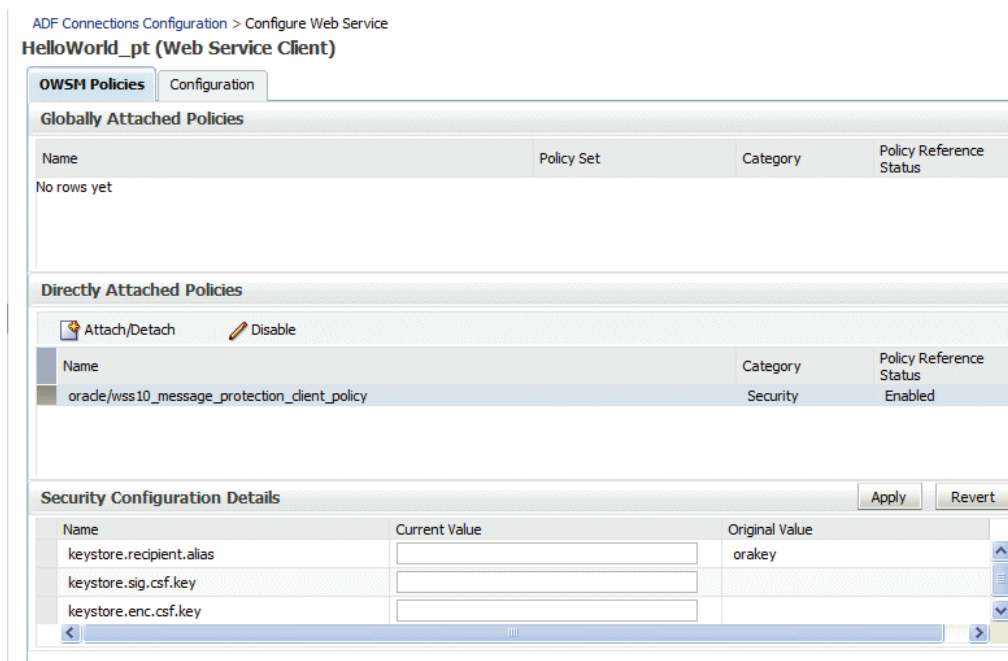 ADF Connections Configuration > Configure Web Service
HelloWorld_pt (Web Service Client)
OWSM Policies Configuration
Globally Attached Policies
Name Policy Set Category Policy Reference Status
No rows yet
Directly Attached Policies
Attach/Detach Disable
Name Category Policy Reference Status
oracle/wss10_message_protection_client_policy Security Enabled
Security Configuration Details Apply Revert
Name Current Value Original Value
keystore.recipient.alias orakey
keystore.sig.csf.key
keystore.enc.csf.key